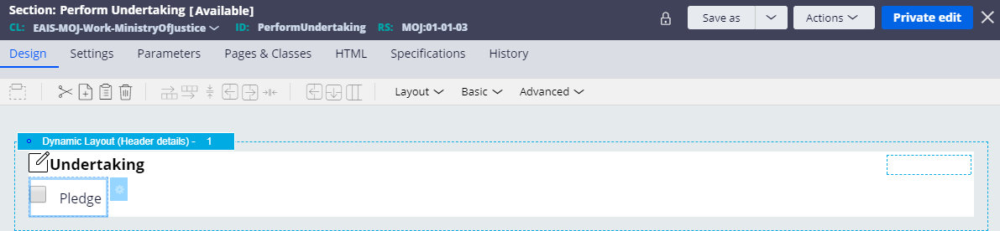 Section: Perform Undertaking [Available]
CL: EAIS-MOJ-Work-MinistryOfJustice ID: PerformUndertaking RS: MOJ:01-01-03
Save as Actions Private edit
Design Settings Parameters Pages & Classes HTML Specifications History
Layout Basic Advanced
Dynamic Layout (Header details) - 1
Undertaking
Pledge